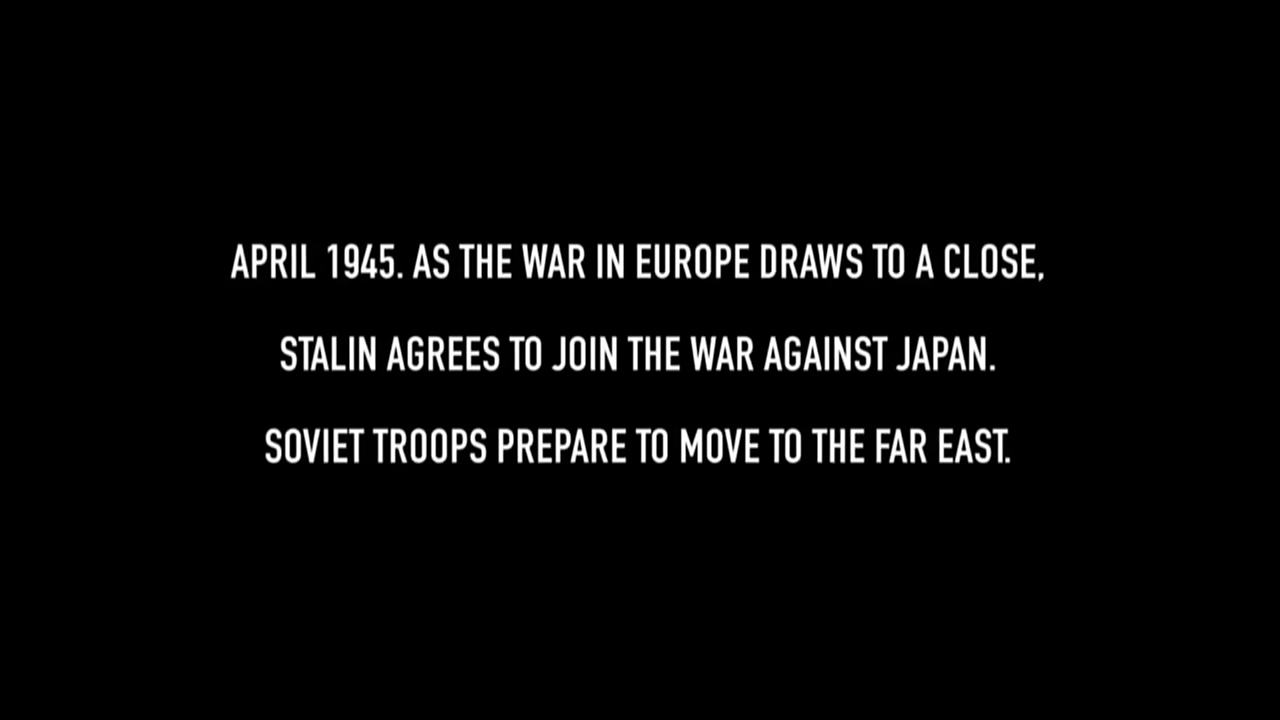 APRIL 1945. AS THE WAR IN EUROPE DRAWS TO A CLOSE,
STALIN AGREES TO JOIN THE WAR AGAINST JAPAN.
SOVIET TROOPS PREPARE TO MOVE TO THE FAR EAST.